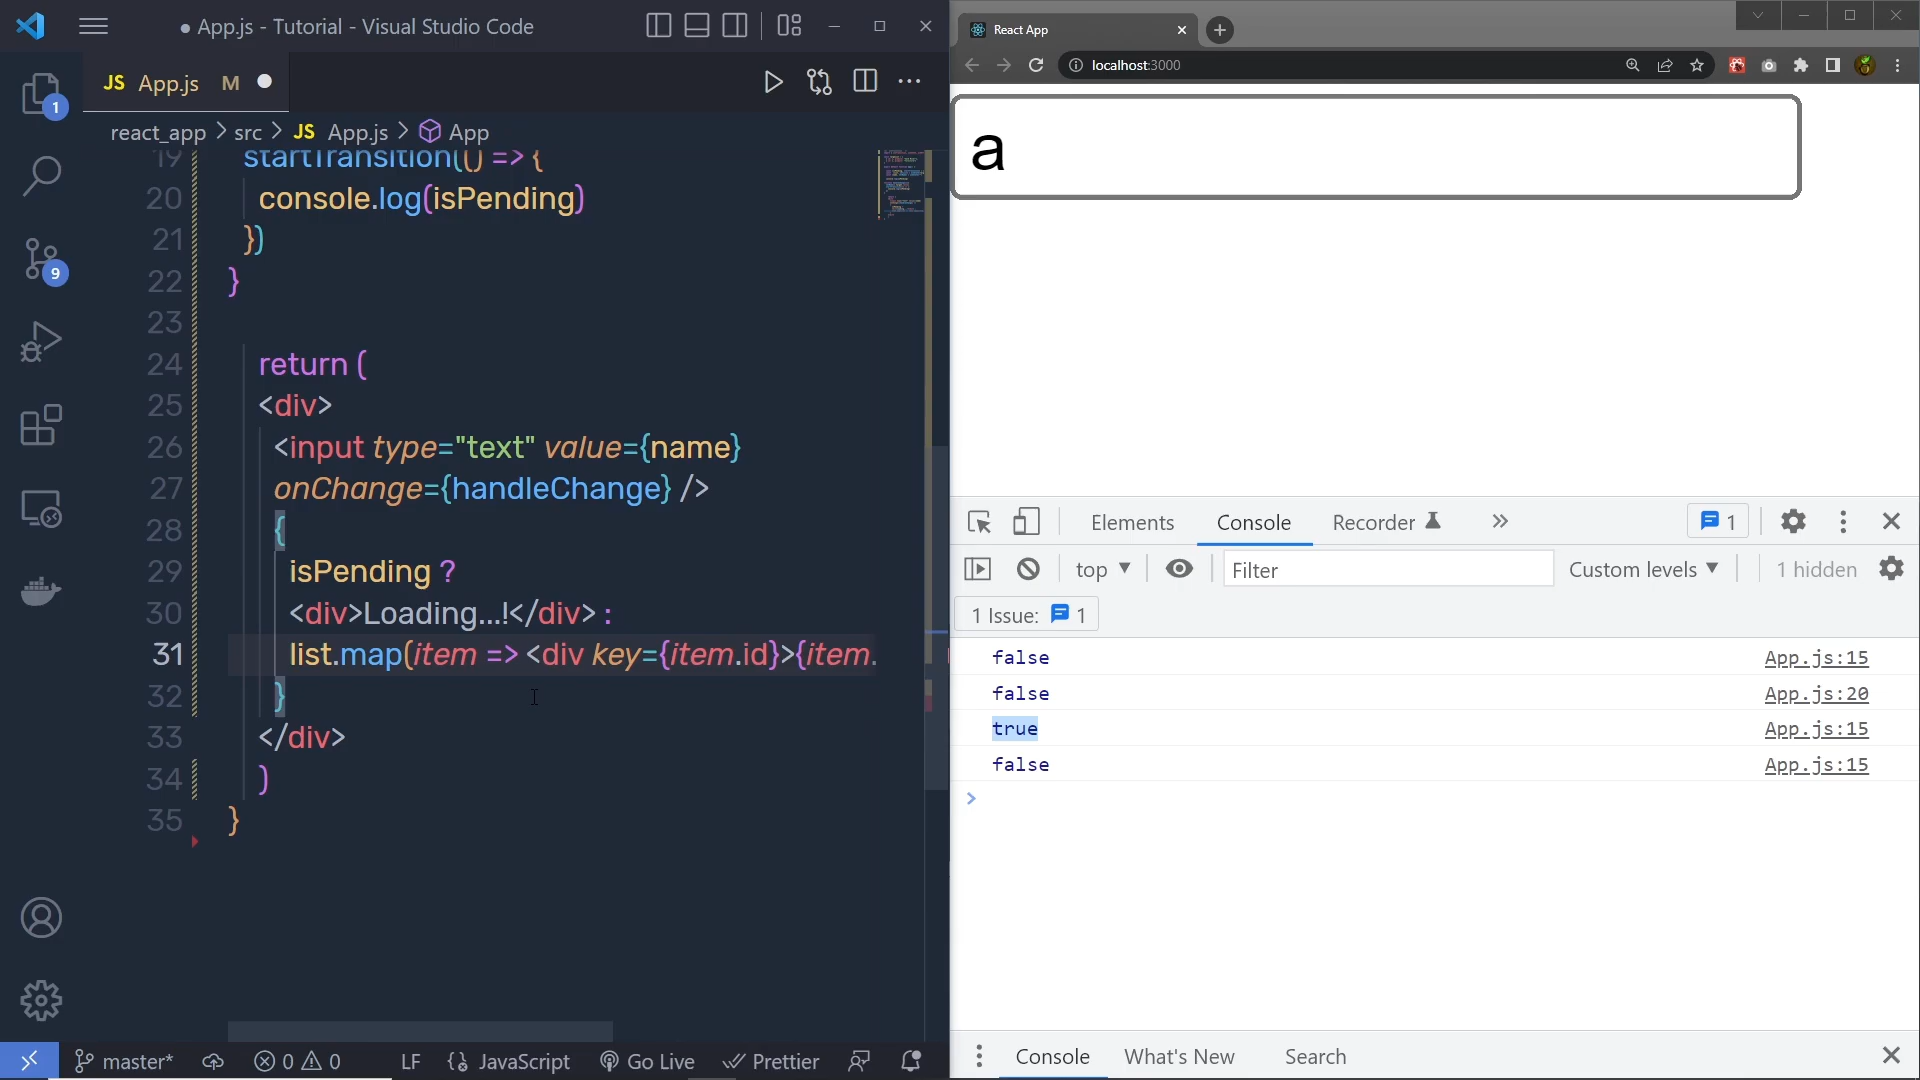 App.js - Tutorial - Visual Studio Code
JS App.js M
react_app > src > JS App.js > App
19 startTransition(() => {
20 console.log(isPending)
21 })
22 }
23
24 return (
25 <div>
26 <input type="text" value={name}
27 onChange={handleChange} />
28 {
29 isPending ?
30 <div>Loading...!</div> :
31 list.map(item => <div key={item.id}>{item.
32 }
33 </div>
34 )
35 }
1
9
master* 0 0 LF {} JavaScript Go Live Prettier
React App
localhost:3000
a
Elements Console Recorder 1
top Filter Custom levels 1 hidden
1 Issue: 1
false App.js:15
false App.js:20
true App.js:15
false App.js:15
>
Console What's New Search